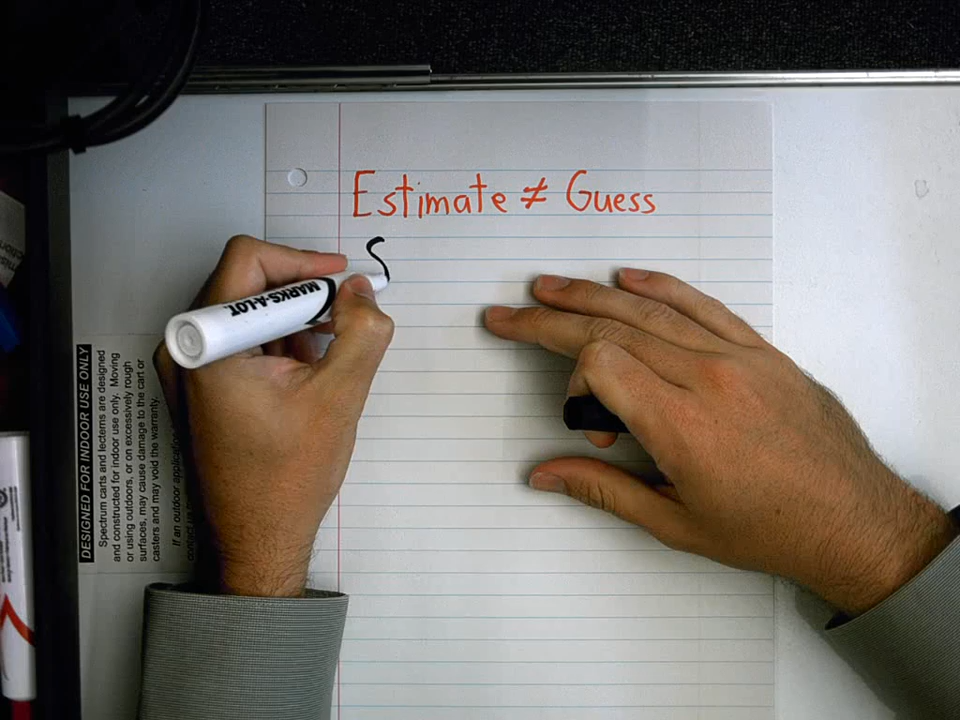 Estimate ≠ Guess
S
MARKS-A-LOT
DESIGNED FOR INDOOR USE ONLY
Spectrum carts and lecterns are designed
and constructed for indoor use only. Moving
or using outdoors, or on excessively rough
surfaces, may cause damage to the cart or
casters and may void the warranty.
If an outdoor application